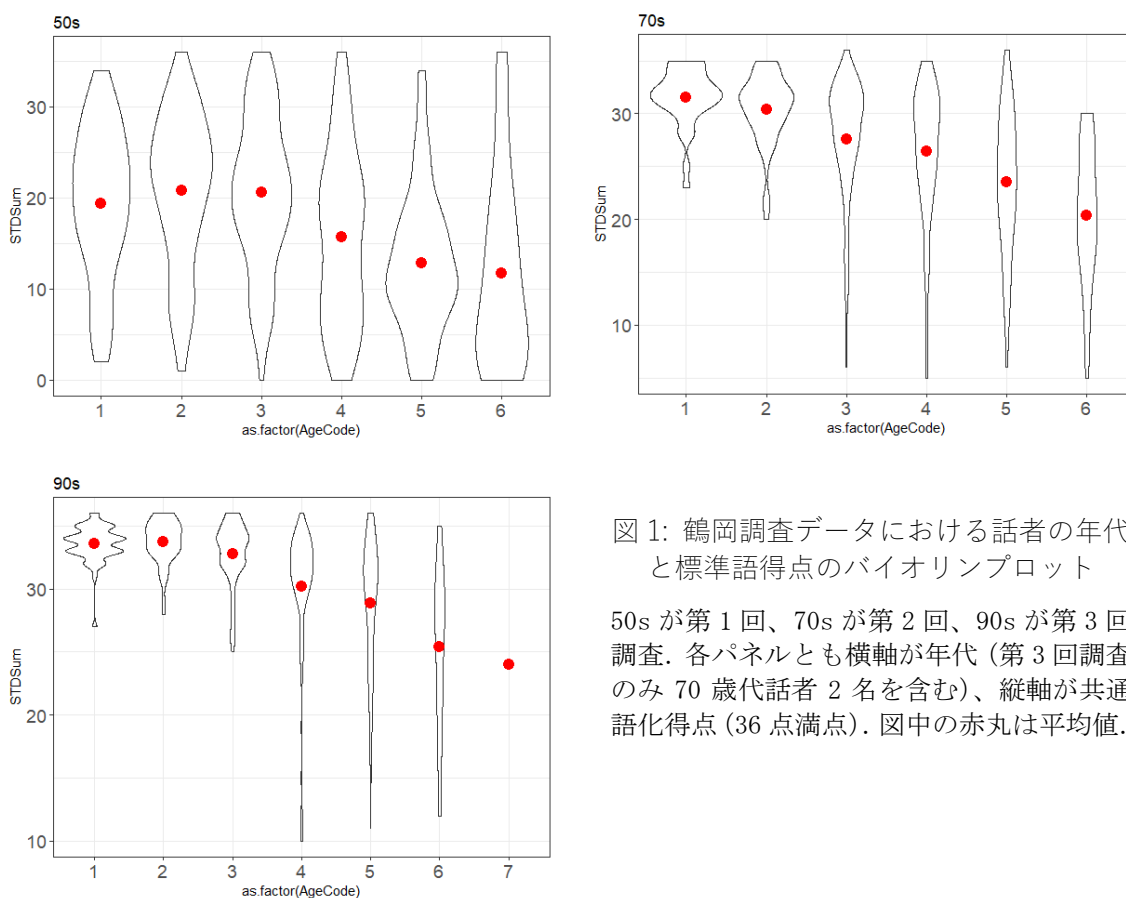 50s
30
20
10
0
STDSum
1 2 3 4 5 6
as.factor(AgeCode)
70s
30
20
10
STDSum
1 2 3 4 5 6
as.factor(AgeCode)
90s
30
20
10
STDSum
1 2 3 4 5 6 7
as.factor(AgeCode)
図 1: 鶴岡調査データにおける話者の年代
と標準語得点のバイオリンプロット
50s が第 1 回、70s が第 2 回、90s が第 3 回
調査. 各パネルとも横軸が年代 (第 3 回調査
のみ 70 歳代話者 2 名を含む)、縦軸が共通
語化得点 (36 点満点). 図中の赤丸は平均値.